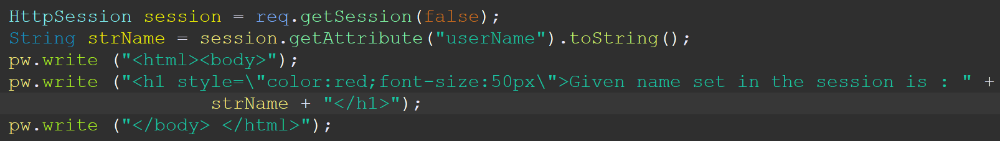 HttpSession session = req.getSession(false);
String strName = session.getAttribute("userName").toString();
pw.write ("<html><body>");
pw.write ("<h1 style=\"color:red;font-size:50px\">Given name set in the session is : " +
strName + "</h1>");
pw.write ("</body> </html>");